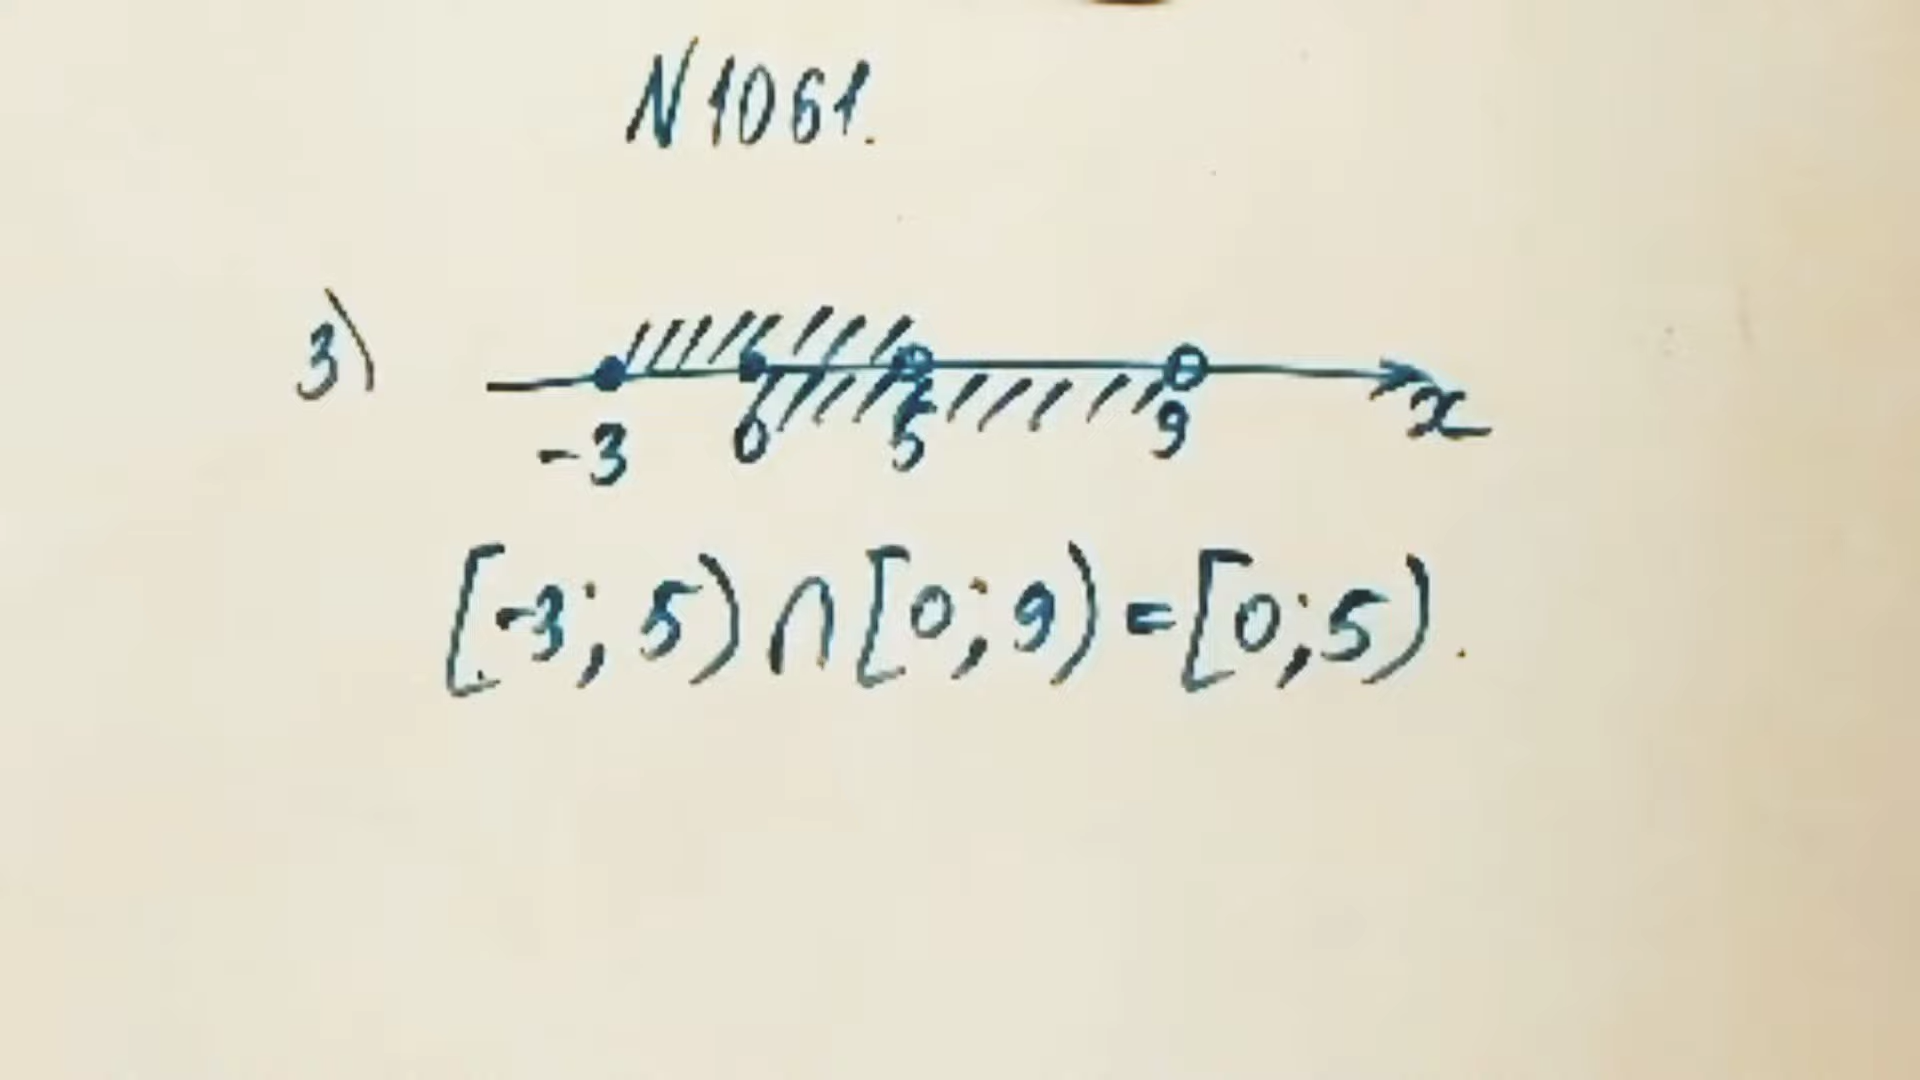 N 1061.
3)
-3 0 5 9 x
[-3; 5) ∩ [0; 9) = [0; 5).